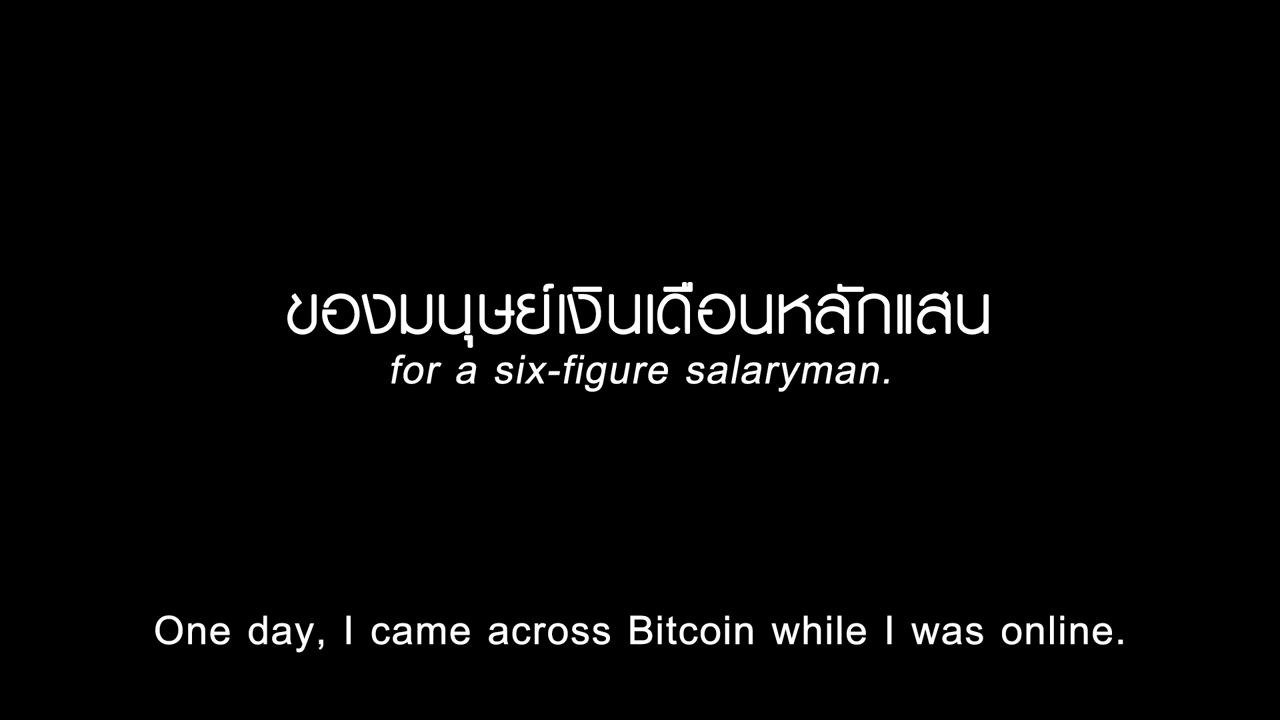 ของมนุษย์เงินเดือนหลักแสน
for a six-figure salaryman.
One day, I came across Bitcoin while I was online.